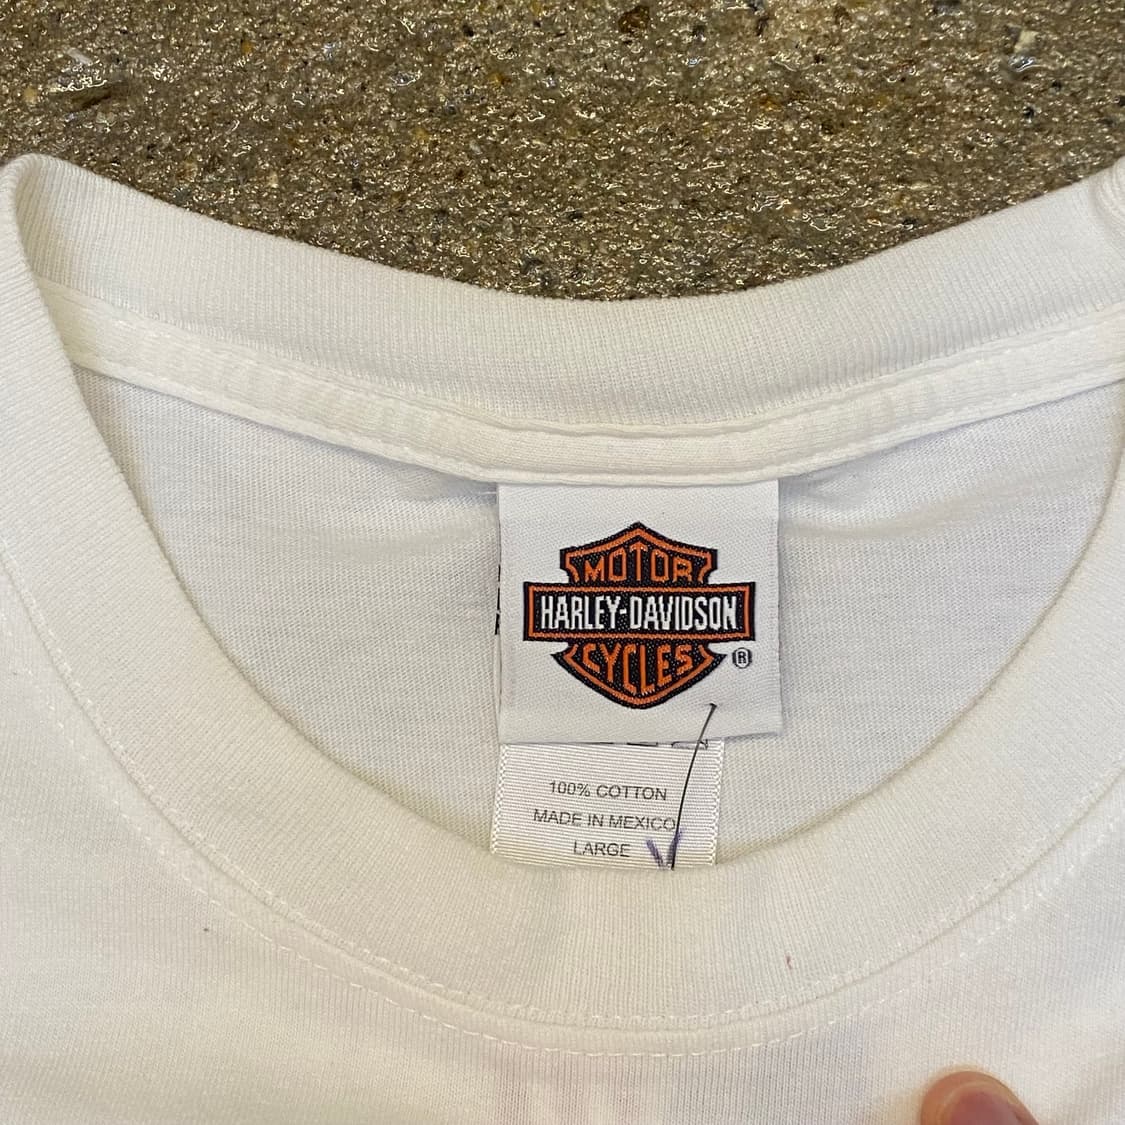 MOTOR
HARLEY-DAVIDSON
CYCLES
®
100% COTTON
MADE IN MEXICO
LARGE